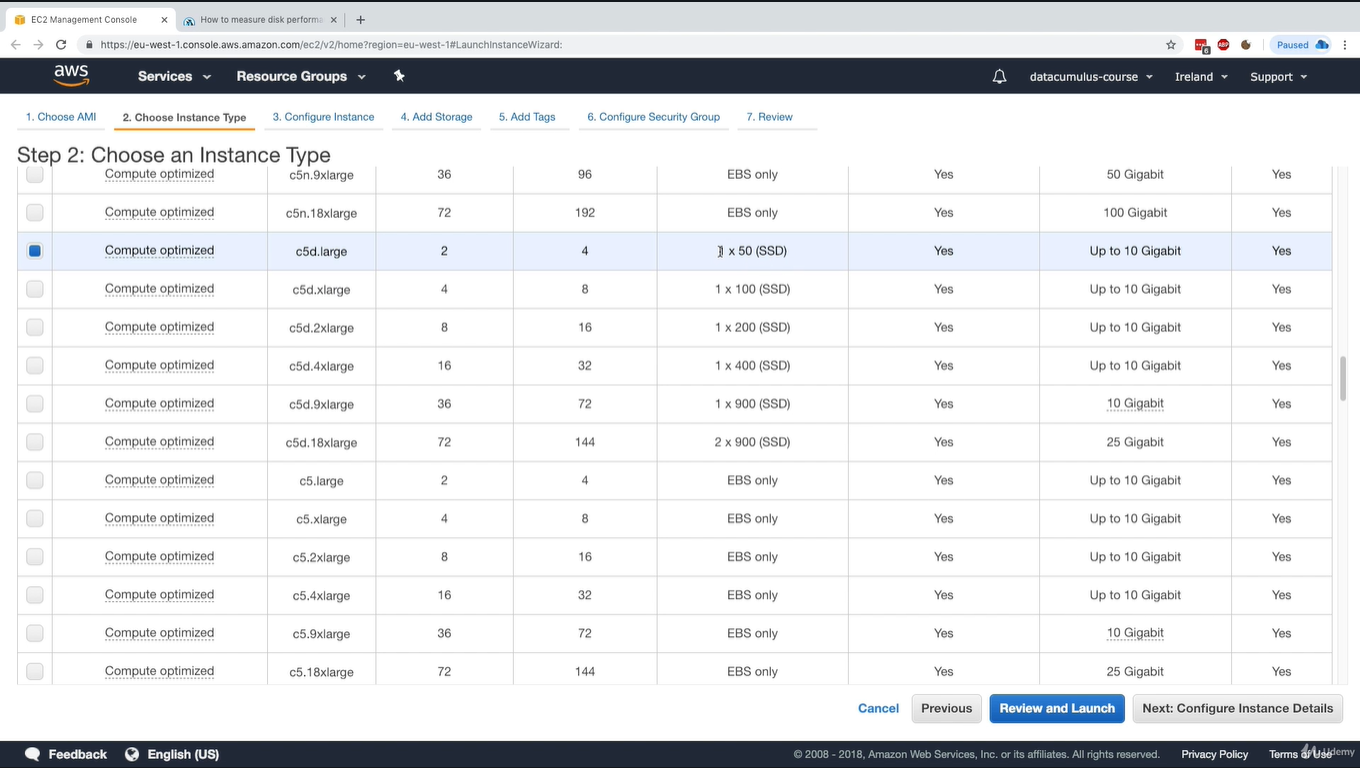 EC2 Management Console
How to measure disk performa
https://eu-west-1.console.aws.amazon.com/ec2/v2/home?region=eu-west-1#LaunchInstanceWizard:
6
ABP
Paused
aws
Services
Resource Groups
datacumulus-course
Ireland
Support
1. Choose AMI
2. Choose Instance Type
3. Configure Instance
4. Add Storage
5. Add Tags
6. Configure Security Group
7. Review
Step 2: Choose an Instance Type
Compute optimized c5n.9xlarge 36 96 EBS only Yes 50 Gigabit Yes
Compute optimized c5n.18xlarge 72 192 EBS only Yes 100 Gigabit Yes
Compute optimized c5d.large 2 4 1 x 50 (SSD) Yes Up to 10 Gigabit Yes
Compute optimized c5d.xlarge 4 8 1 x 100 (SSD) Yes Up to 10 Gigabit Yes
Compute optimized c5d.2xlarge 8 16 1 x 200 (SSD) Yes Up to 10 Gigabit Yes
Compute optimized c5d.4xlarge 16 32 1 x 400 (SSD) Yes Up to 10 Gigabit Yes
Compute optimized c5d.9xlarge 36 72 1 x 900 (SSD) Yes 10 Gigabit Yes
Compute optimized c5d.18xlarge 72 144 2 x 900 (SSD) Yes 25 Gigabit Yes
Compute optimized c5.large 2 4 EBS only Yes Up to 10 Gigabit Yes
Compute optimized c5.xlarge 4 8 EBS only Yes Up to 10 Gigabit Yes
Compute optimized c5.2xlarge 8 16 EBS only Yes Up to 10 Gigabit Yes
Compute optimized c5.4xlarge 16 32 EBS only Yes Up to 10 Gigabit Yes
Compute optimized c5.9xlarge 36 72 EBS only Yes 10 Gigabit Yes
Compute optimized c5.18xlarge 72 144 EBS only Yes 25 Gigabit Yes
Cancel
Previous
Review and Launch
Next: Configure Instance Details
Feedback
English (US)
© 2008 - 2018, Amazon Web Services, Inc. or its affiliates. All rights reserved.
Privacy Policy
Terms of Use
Udemy